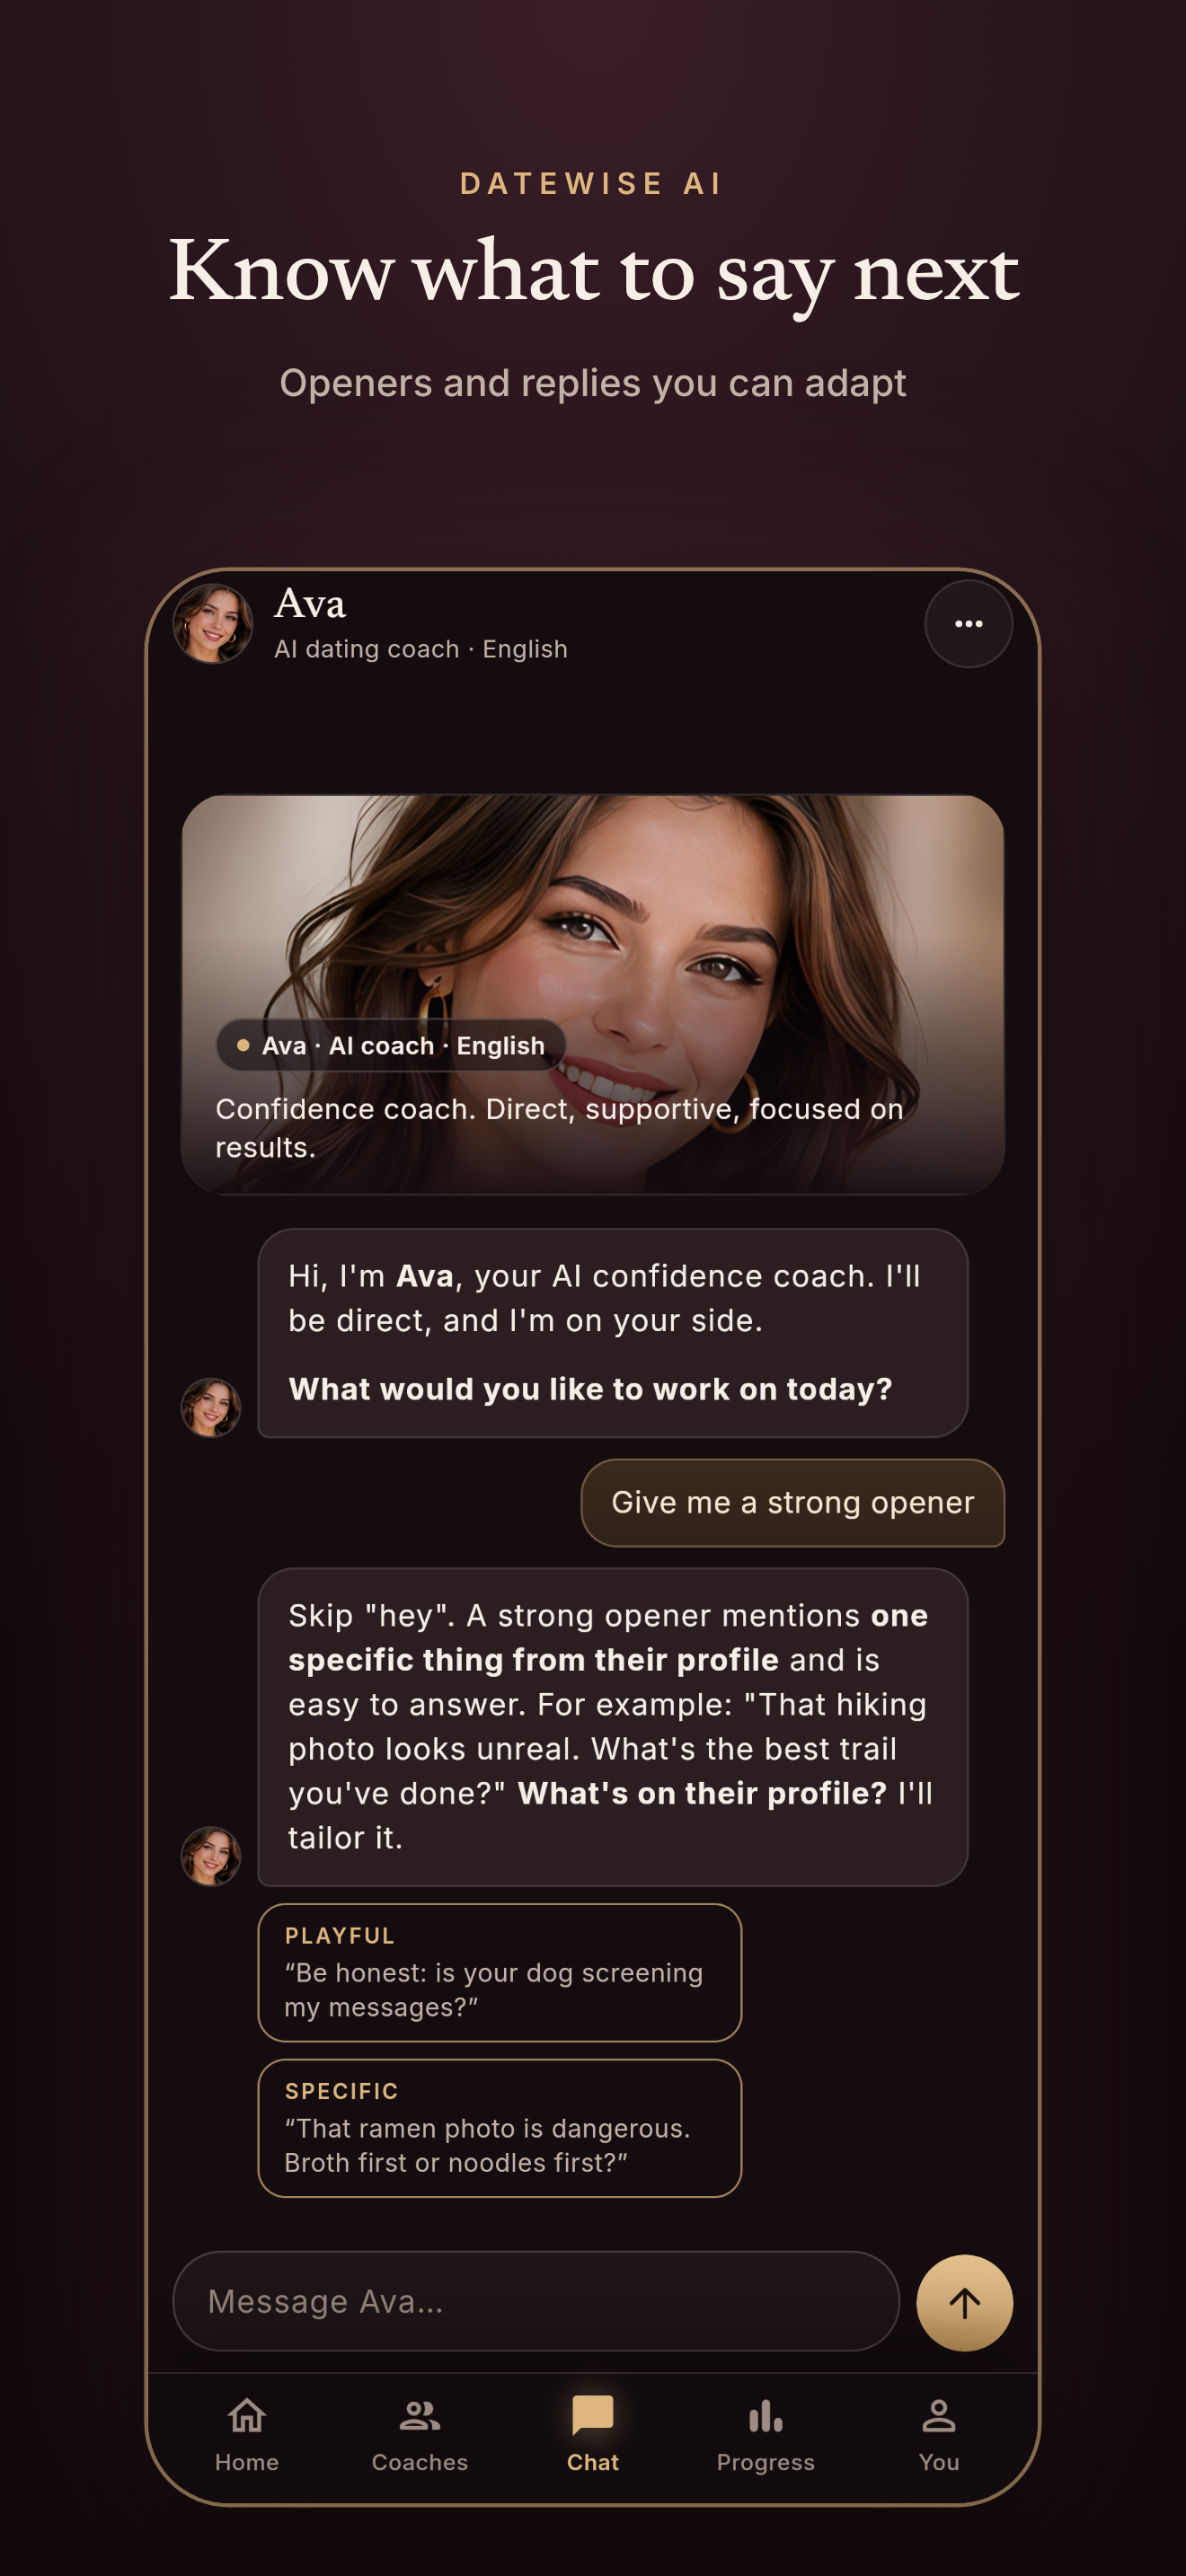 DATEWISE AI
Know what to say next
Openers and replies you can adapt
Ava
AI dating coach · English
Ava · AI coach · English
Confidence coach. Direct, supportive, focused on
results.
Hi, I'm Ava, your AI confidence coach. I'll
be direct, and I'm on your side.
What would you like to work on today?
Give me a strong opener
Skip "hey". A strong opener mentions one
specific thing from their profile and is
easy to answer. For example: "That hiking
photo looks unreal. What's the best trail
you've done?" What's on their profile? I'll
tailor it.
PLAYFUL
“Be honest: is your dog screening
my messages?”
SPECIFIC
“That ramen photo is dangerous.
Broth first or noodles first?”
Message Ava...
Home
Coaches
Chat
Progress
You